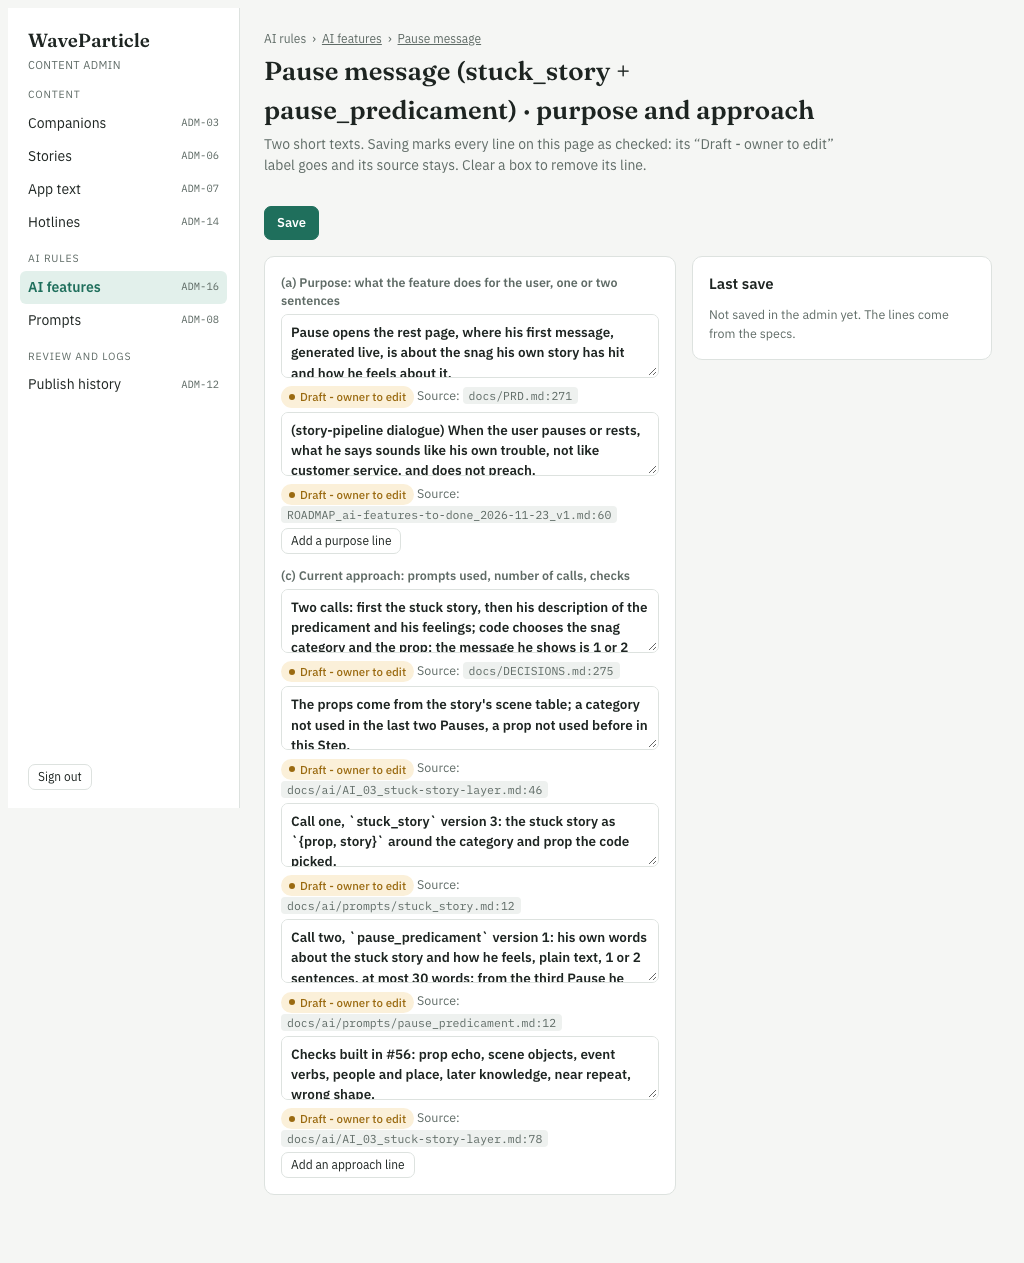 WaveParticle
CONTENT ADMIN
CONTENT
Companions ADM-03
Stories ADM-06
App text ADM-07
Hotlines ADM-14
AI RULES
AI features ADM-16
Prompts ADM-08
REVIEW AND LOGS
Publish history ADM-12
Sign out
AI rules › AI features › Pause message
Pause message (stuck_story +
pause_predicament) · purpose and approach
Two short texts. Saving marks every line on this page as checked: its “Draft - owner to edit”
label goes and its source stays. Clear a box to remove its line.
Save
(a) Purpose: what the feature does for the user, one or two
sentences
Pause opens the rest page, where his first message,
generated live, is about the snag his own story has hit
and how he feels about it.
Draft - owner to edit Source: docs/PRD.md:271
(story-pipeline dialogue) When the user pauses or rests,
what he says sounds like his own trouble, not like
customer service, and does not preach.
Draft - owner to edit Source:
ROADMAP_ai-features-to-done_2026-11-23_v1.md:60
Add a purpose line
(c) Current approach: prompts used, number of calls, checks
Two calls: first the stuck story, then his description of the
predicament and his feelings; code chooses the snag
category and the prop; the message he shows is 1 or 2
Draft - owner to edit Source: docs/DECISIONS.md:275
The props come from the story's scene table; a category
not used in the last two Pauses, a prop not used before in
this Step.
Draft - owner to edit Source:
docs/ai/AI_03_stuck-story-layer.md:46
Call one, `stuck_story` version 3: the stuck story as
`{prop, story}` around the category and prop the code
picked.
Draft - owner to edit Source:
docs/ai/prompts/stuck_story.md:12
Call two, `pause_predicament` version 1: his own words
about the stuck story and how he feels, plain text, 1 or 2
sentences, at most 30 words; from the third Pause he
Draft - owner to edit Source:
docs/ai/prompts/pause_predicament.md:12
Checks built in #56: prop echo, scene objects, event
verbs, people and place, later knowledge, near repeat,
wrong shape.
Draft - owner to edit Source:
docs/ai/AI_03_stuck-story-layer.md:78
Add an approach line
Last save
Not saved in the admin yet. The lines come
from the specs.